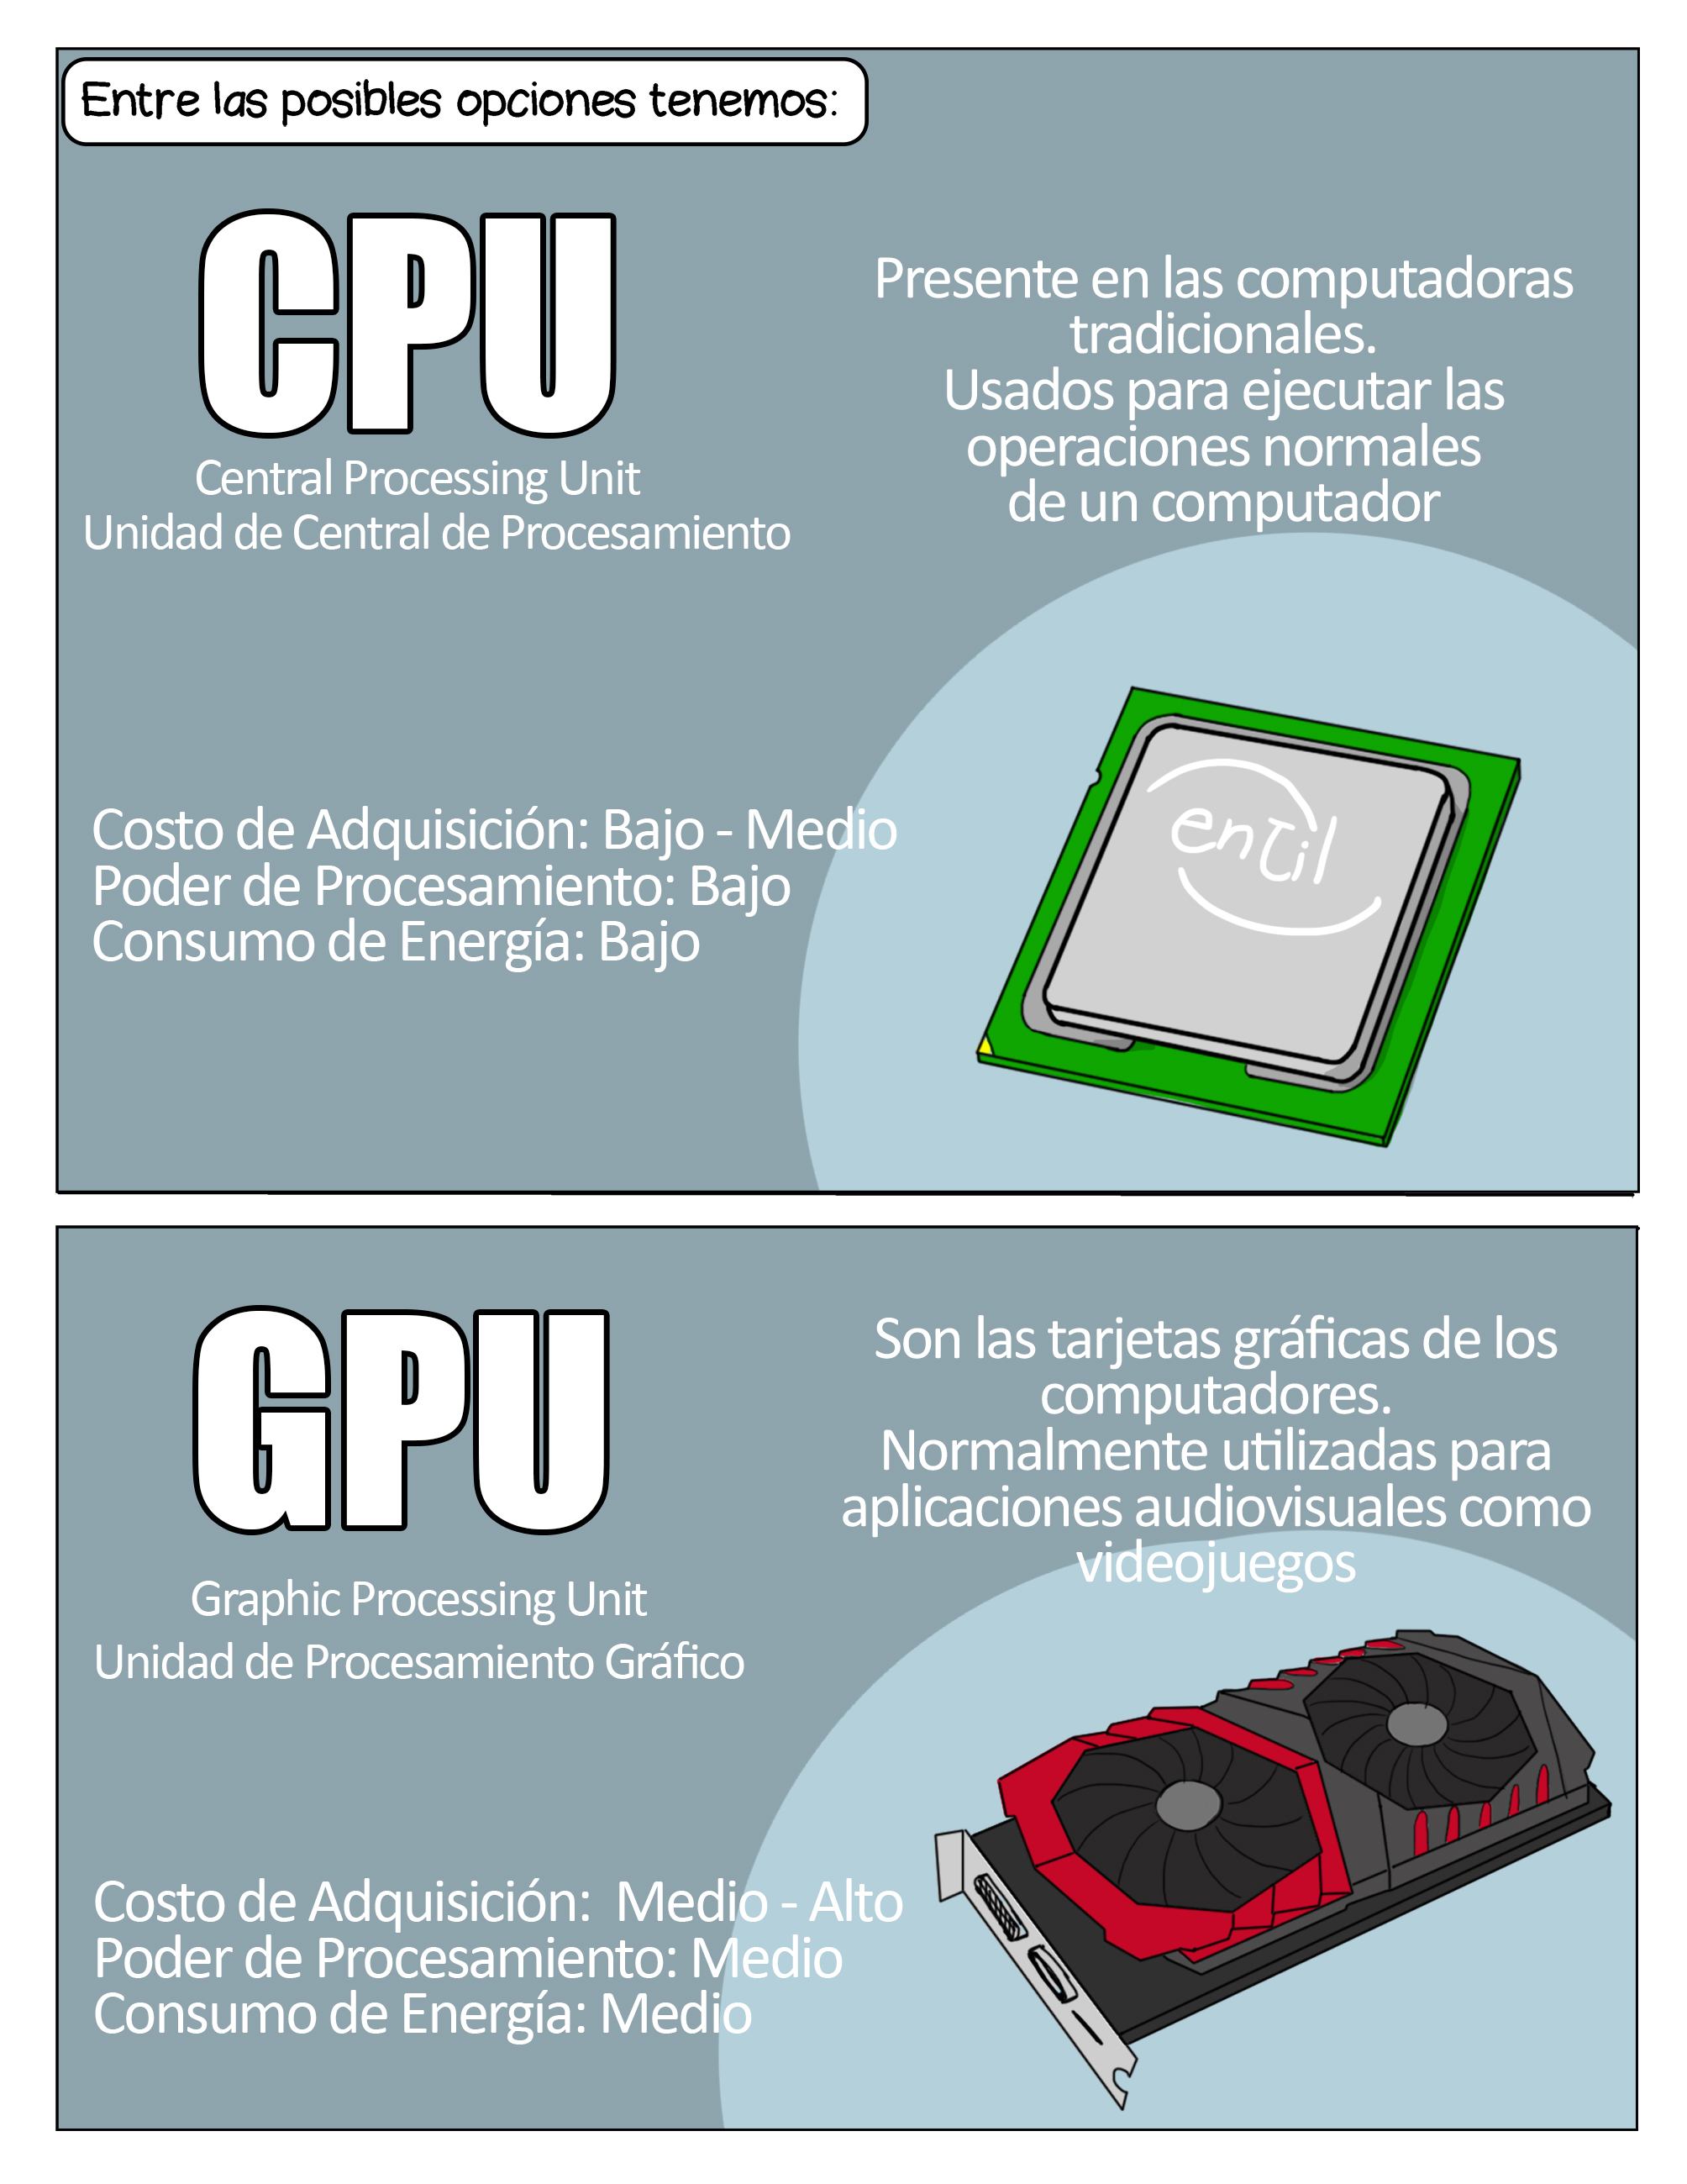 Entre las posibles opciones tenemos:
CPU
Central Processing Unit
Unidad de Central de Procesamiento
Presente en las computadoras
tradicionales.
Usados para ejecutar las
operaciones normales
de un computador
Costo de Adquisición: Bajo - Medio
Poder de Procesamiento: Bajo
Consumo de Energía: Bajo
enTil
GPU
Graphic Processing Unit
Unidad de Procesamiento Gráfico
Son las tarjetas gráficas de los
computadores.
Normalmente utilizadas para
aplicaciones audiovisuales como
videojuegos
Costo de Adquisición: Medio - Alto
Poder de Procesamiento: Medio
Consumo de Energía: Medio